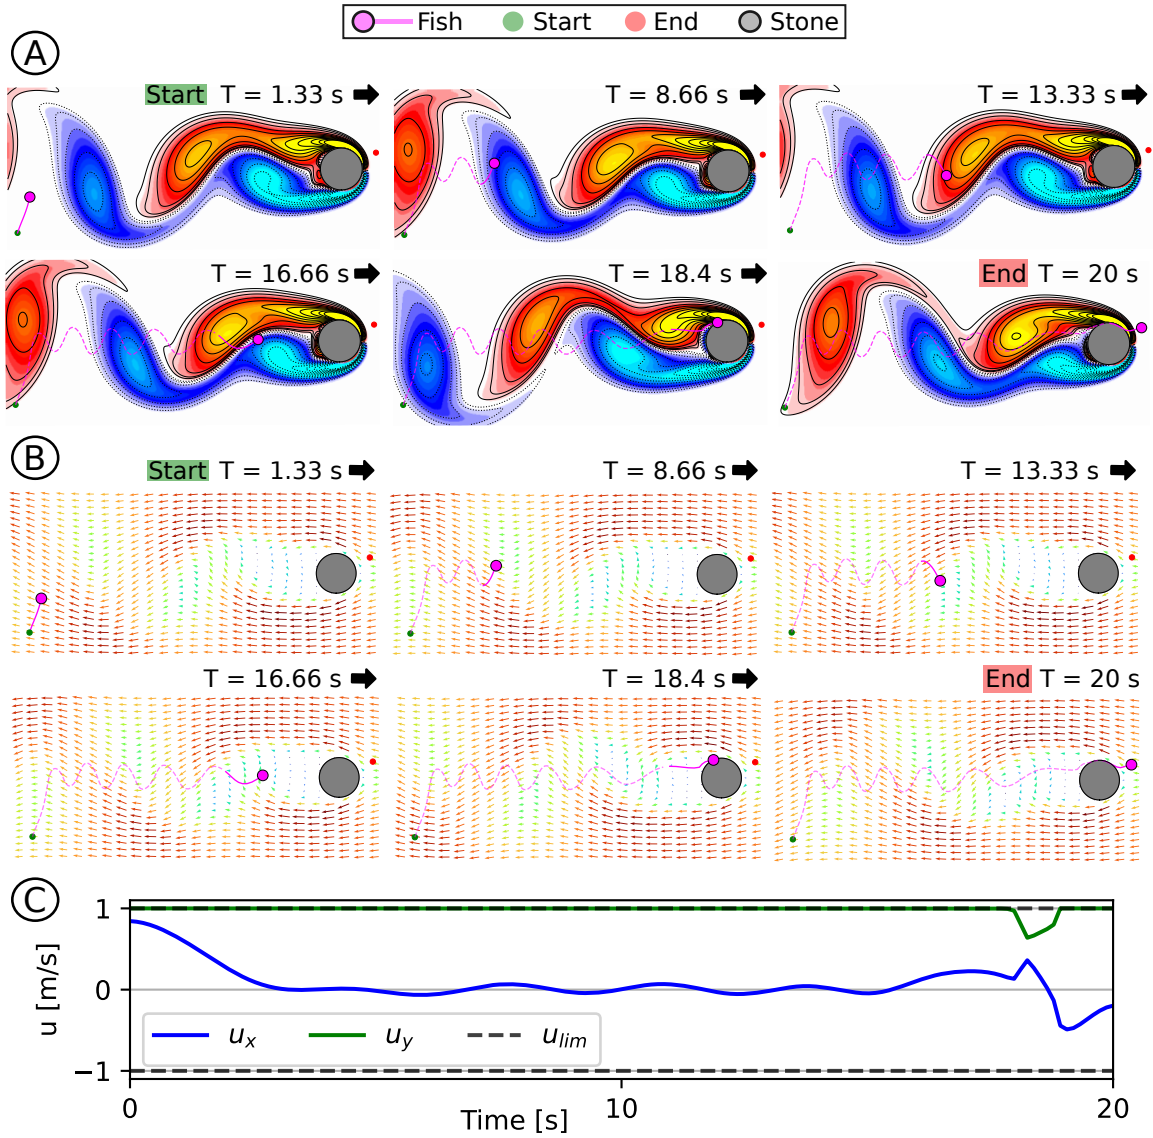 Fish Start End Stone
A
Start T = 1.33 s T = 8.66 s T = 13.33 s
T = 16.66 s T = 18.4 s End T = 20 s
B
Start T = 1.33 s T = 8.66 s T = 13.33 s
T = 16.66 s T = 18.4 s End T = 20 s
C
1
0
−1
u [m/s]
u_x u_y u_lim
0 10 20
Time [s]